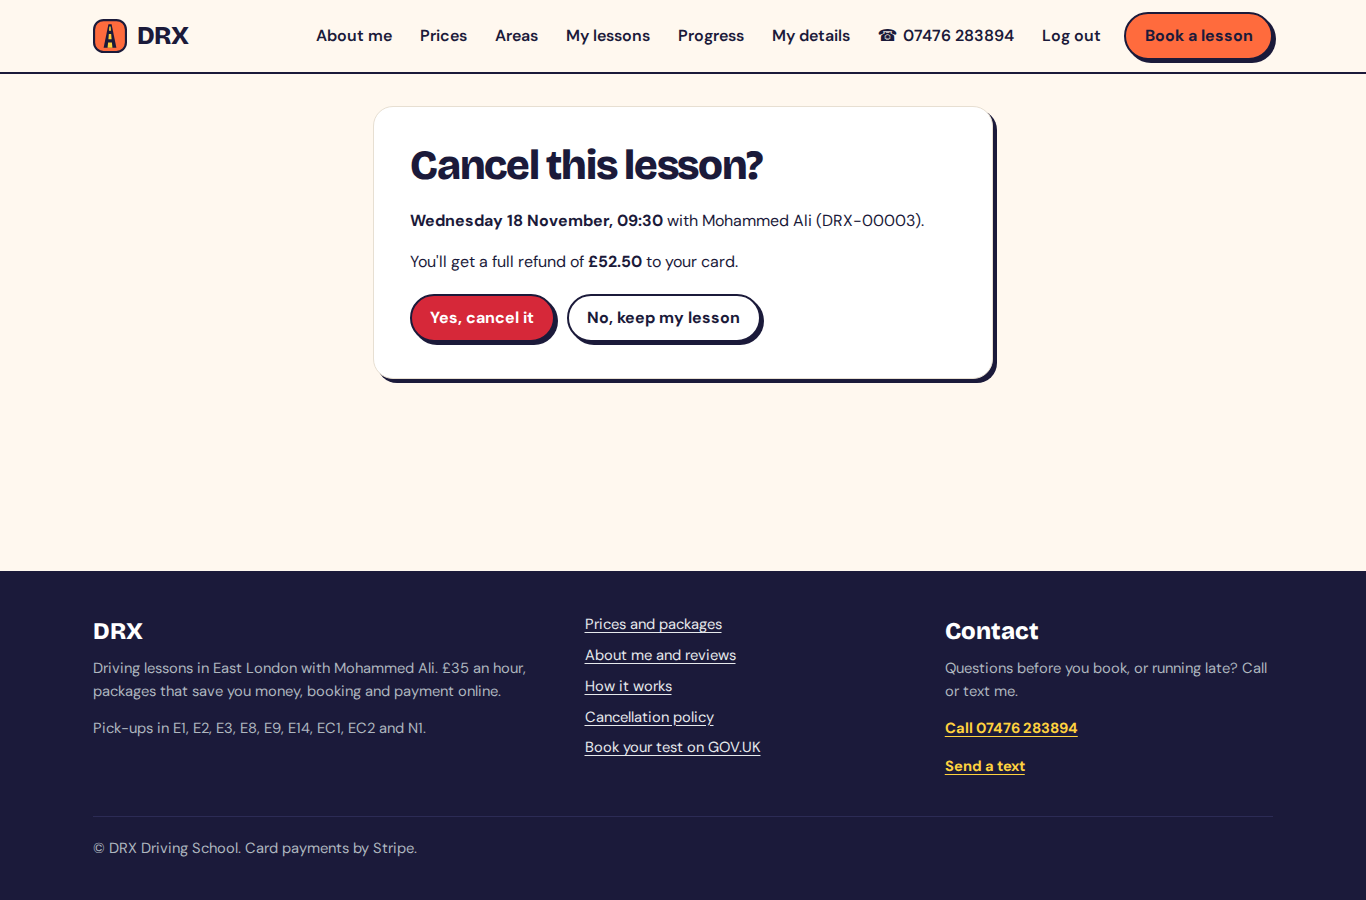 DRX
About me
Prices
Areas
My lessons
Progress
My details
☎ 07476 283894
Log out
Book a lesson
Cancel this lesson?
Wednesday 18 November, 09:30 with Mohammed Ali (DRX-00003).
You'll get a full refund of £52.50 to your card.
Yes, cancel it
No, keep my lesson
DRX
Driving lessons in East London with Mohammed Ali. £35 an hour,
packages that save you money, booking and payment online.
Pick-ups in E1, E2, E3, E8, E9, E14, EC1, EC2 and N1.
Prices and packages
About me and reviews
How it works
Cancellation policy
Book your test on GOV.UK
Contact
Questions before you book, or running late? Call
or text me.
Call 07476 283894
Send a text
© DRX Driving School. Card payments by Stripe.